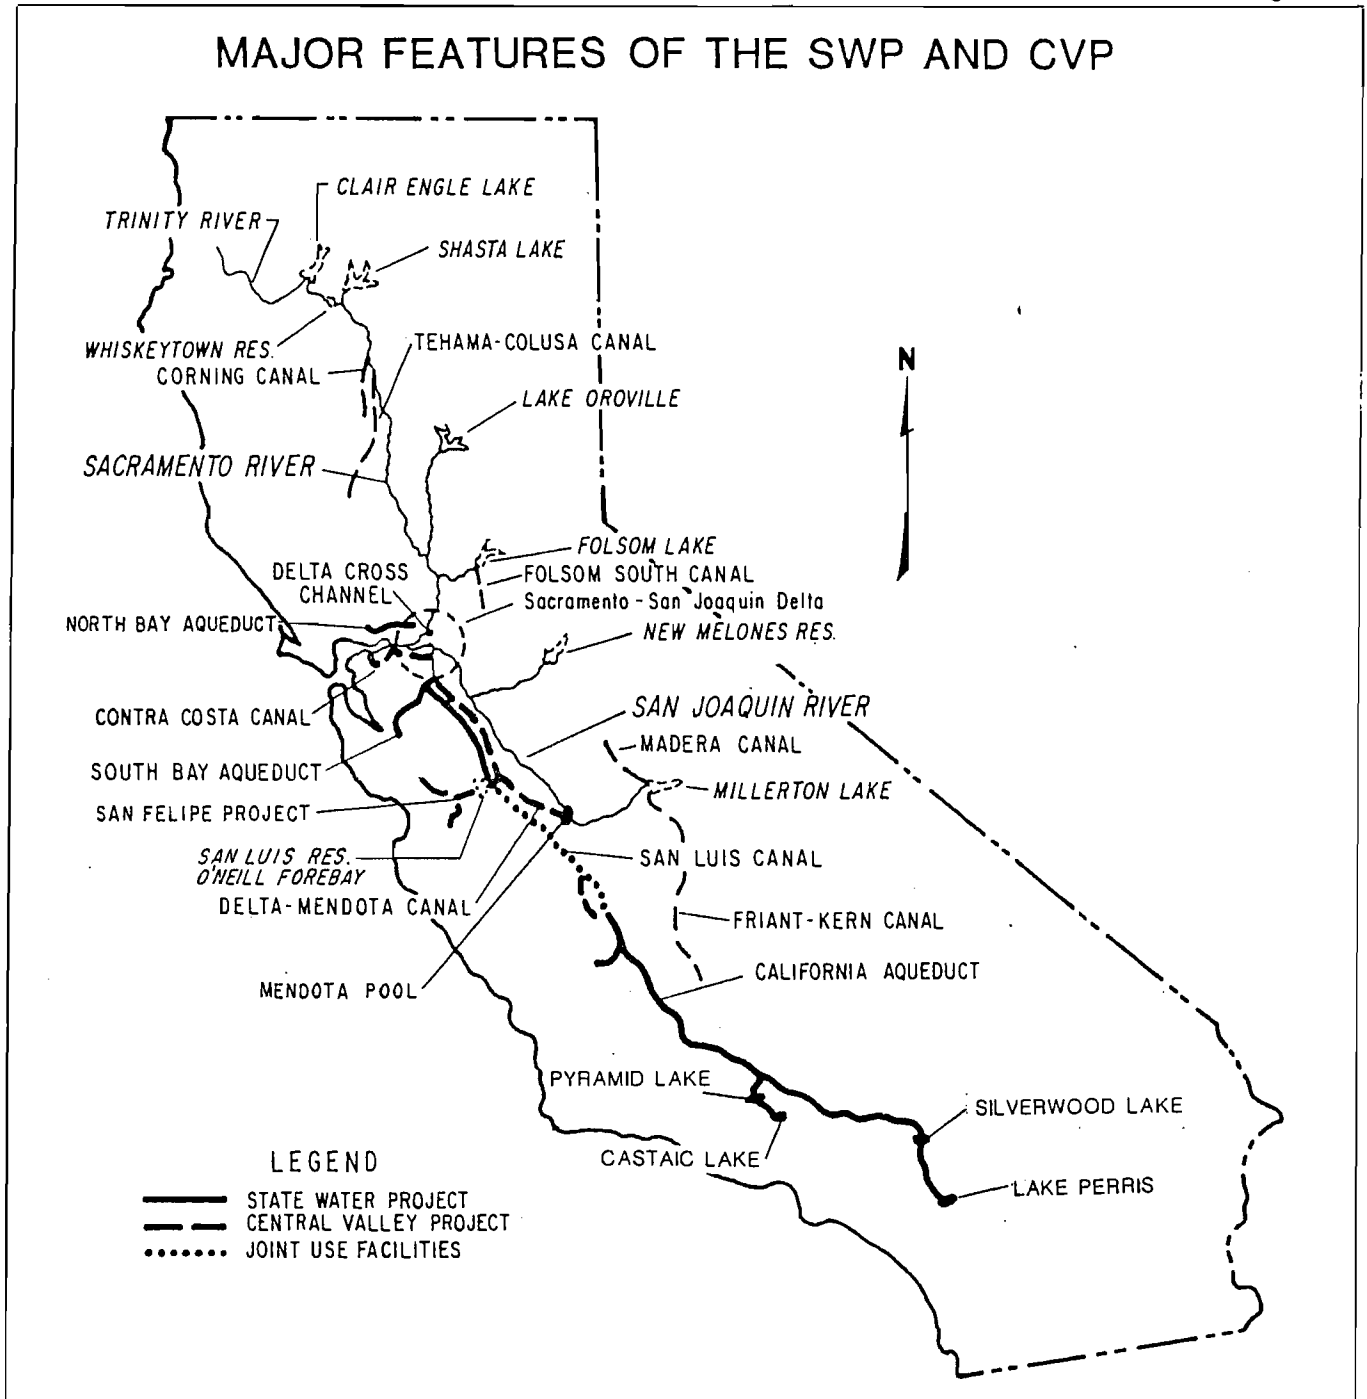 MAJOR FEATURES OF THE SWP AND CVP
CLAIR ENGLE LAKE
TRINITY RIVER
SHASTA LAKE
WHISKEYTOWN RES.
TEHAMA-COLUSA CANAL
CORNING CANAL
N
LAKE OROVILLE
SACRAMENTO RIVER
FOLSOM LAKE
DELTA CROSS
CHANNEL
FOLSOM SOUTH CANAL
Sacramento-San Joaquin Delta
NORTH BAY AQUEDUCT
NEW MELONES RES.
SAN JOAQUIN RIVER
CONTRA COSTA CANAL
MADERA CANAL
SOUTH BAY AQUEDUCT
MILLERTON LAKE
SAN FELIPE PROJECT
SAN LUIS RES.
O'NEILL FOREBAY
SAN LUIS CANAL
DELTA-MENDOTA CANAL
FRIANT-KERN CANAL
CALIFORNIA AQUEDUCT
MENDOTA POOL
PYRAMID LAKE
SILVERWOOD LAKE
CASTAIC LAKE
LAKE PERRIS
LEGEND
STATE WATER PROJECT
CENTRAL VALLEY PROJECT
JOINT USE FACILITIES